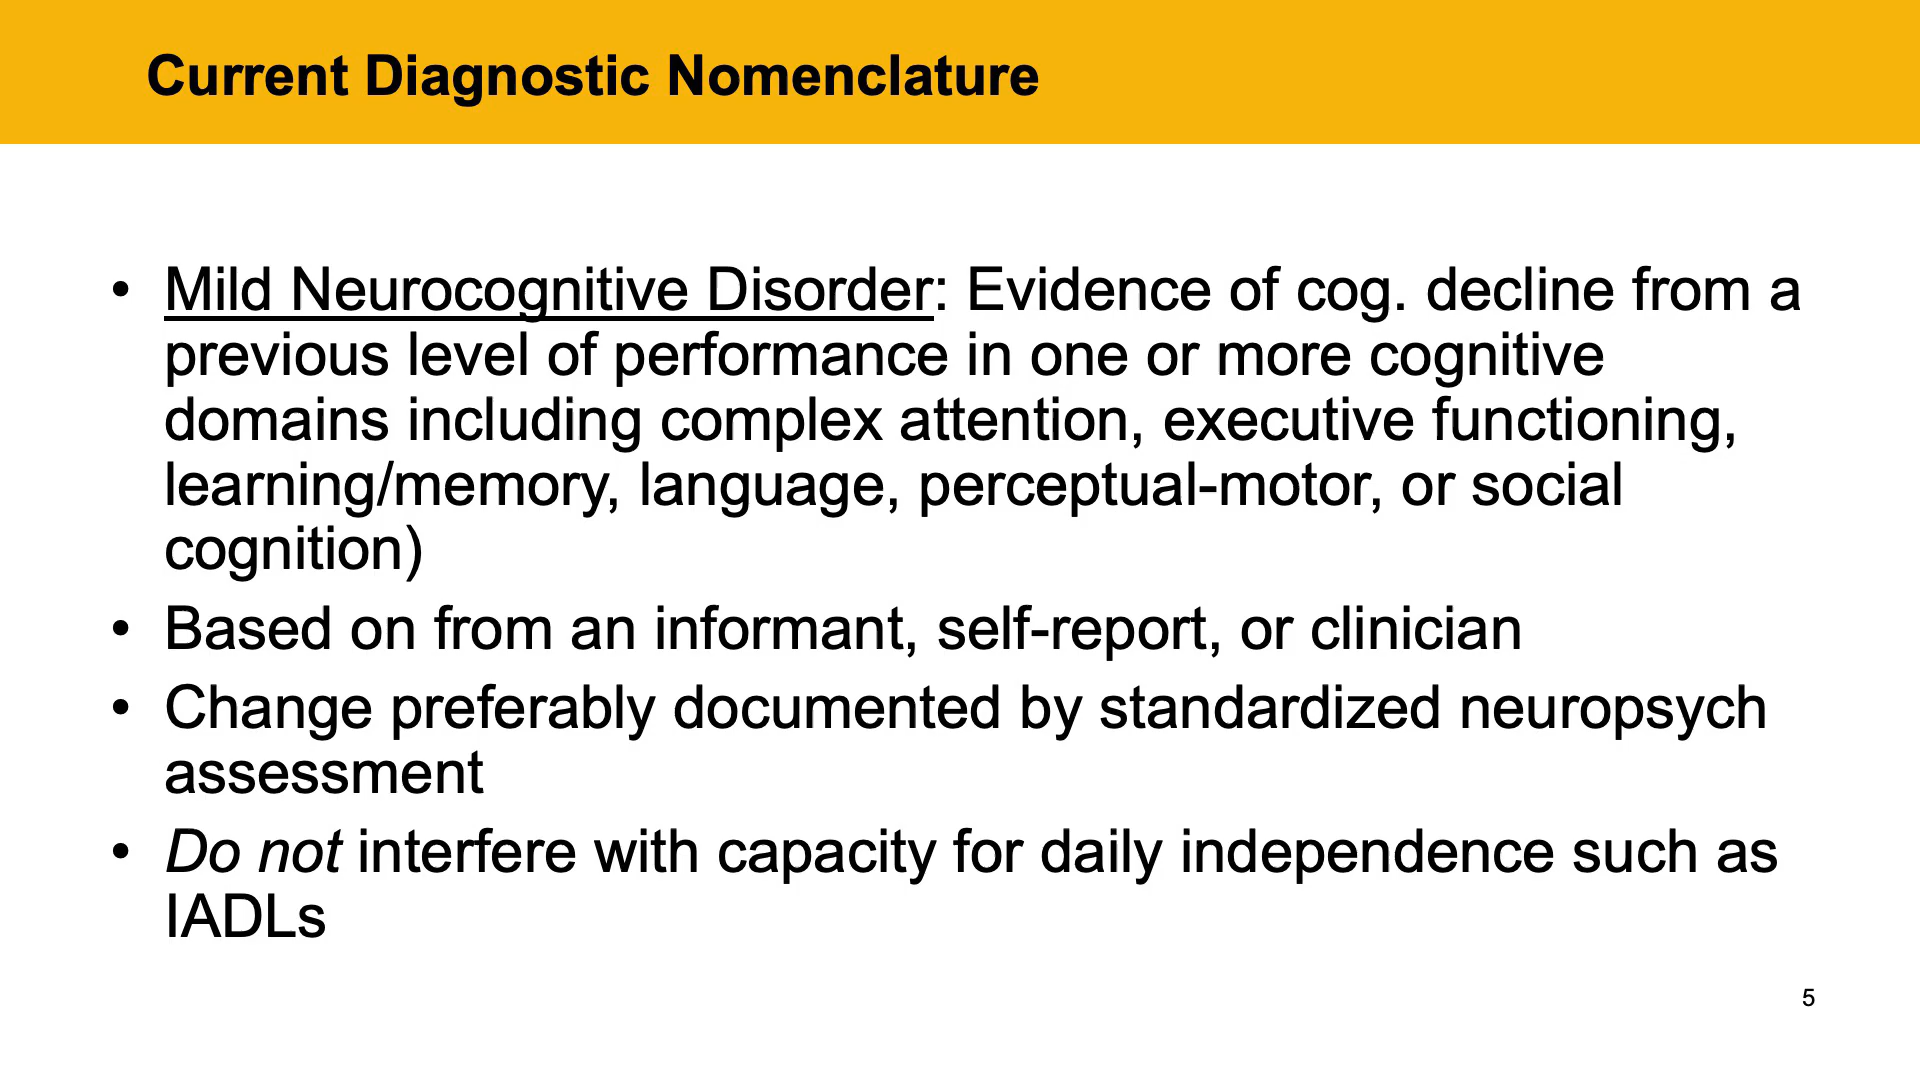 Current Diagnostic Nomenclature
• Mild Neurocognitive Disorder: Evidence of cog. decline from a
previous level of performance in one or more cognitive
domains including complex attention, executive functioning,
learning/memory, language, perceptual-motor, or social
cognition)
• Based on from an informant, self-report, or clinician
• Change preferably documented by standardized neuropsych
assessment
• Do not interfere with capacity for daily independence such as
IADLs
5